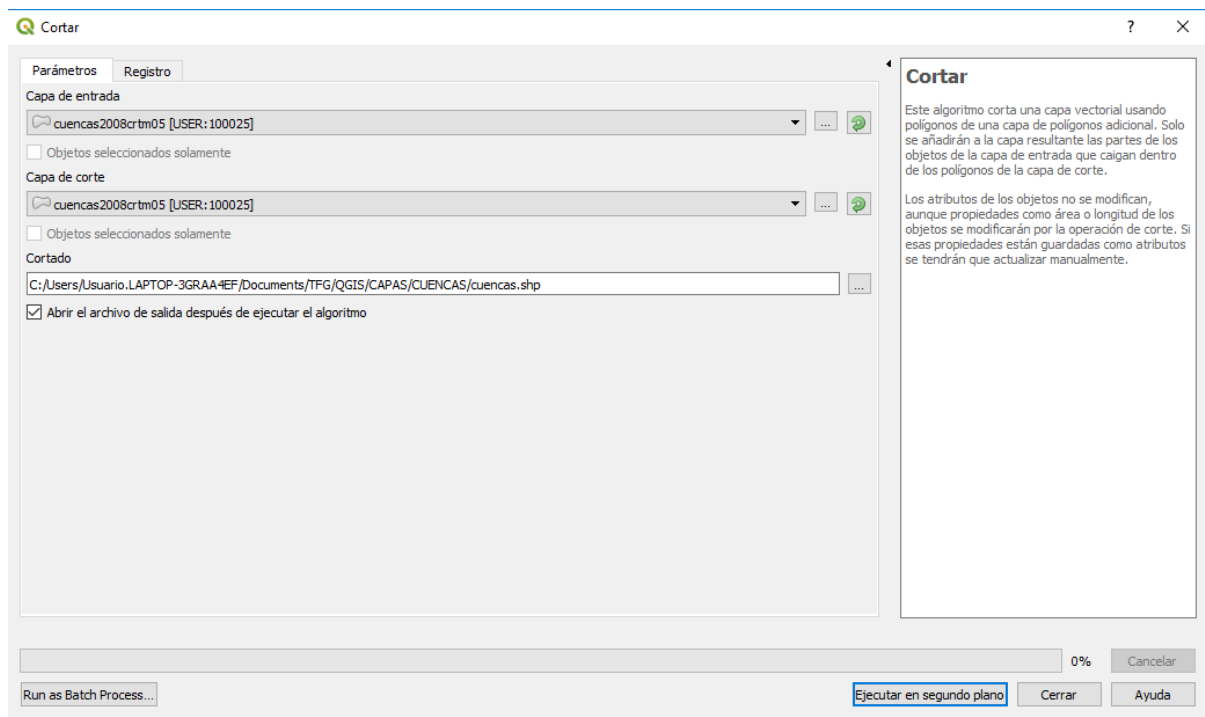 Cortar
? ×
Parámetros Registro
Capa de entrada
cuencas2008crtm05 [USER:100025]
...
Objetos seleccionados solamente
Capa de corte
cuencas2008crtm05 [USER:100025]
...
Objetos seleccionados solamente
Cortado
C:/Users/Usuario.LAPTOP-3GRAA4EF/Documents/TFG/QGIS/CAPAS/CUENCAS/cuencas.shp
...
Abrir el archivo de salida después de ejecutar el algoritmo
Cortar
Este algoritmo corta una capa vectorial usando
polígonos de una capa de polígonos adicional. Solo
se añadirán a la capa resultante las partes de los
objetos de la capa de entrada que caigan dentro
de los polígonos de la capa de corte.
Los atributos de los objetos no se modifican,
aunque propiedades como área o longitud de los
objetos se modificarán por la operación de corte. Si
esas propiedades están guardadas como atributos
se tendrán que actualizar manualmente.
0%
Cancelar
Run as Batch Process...
Ejecutar en segundo plano
Cerrar
Ayuda